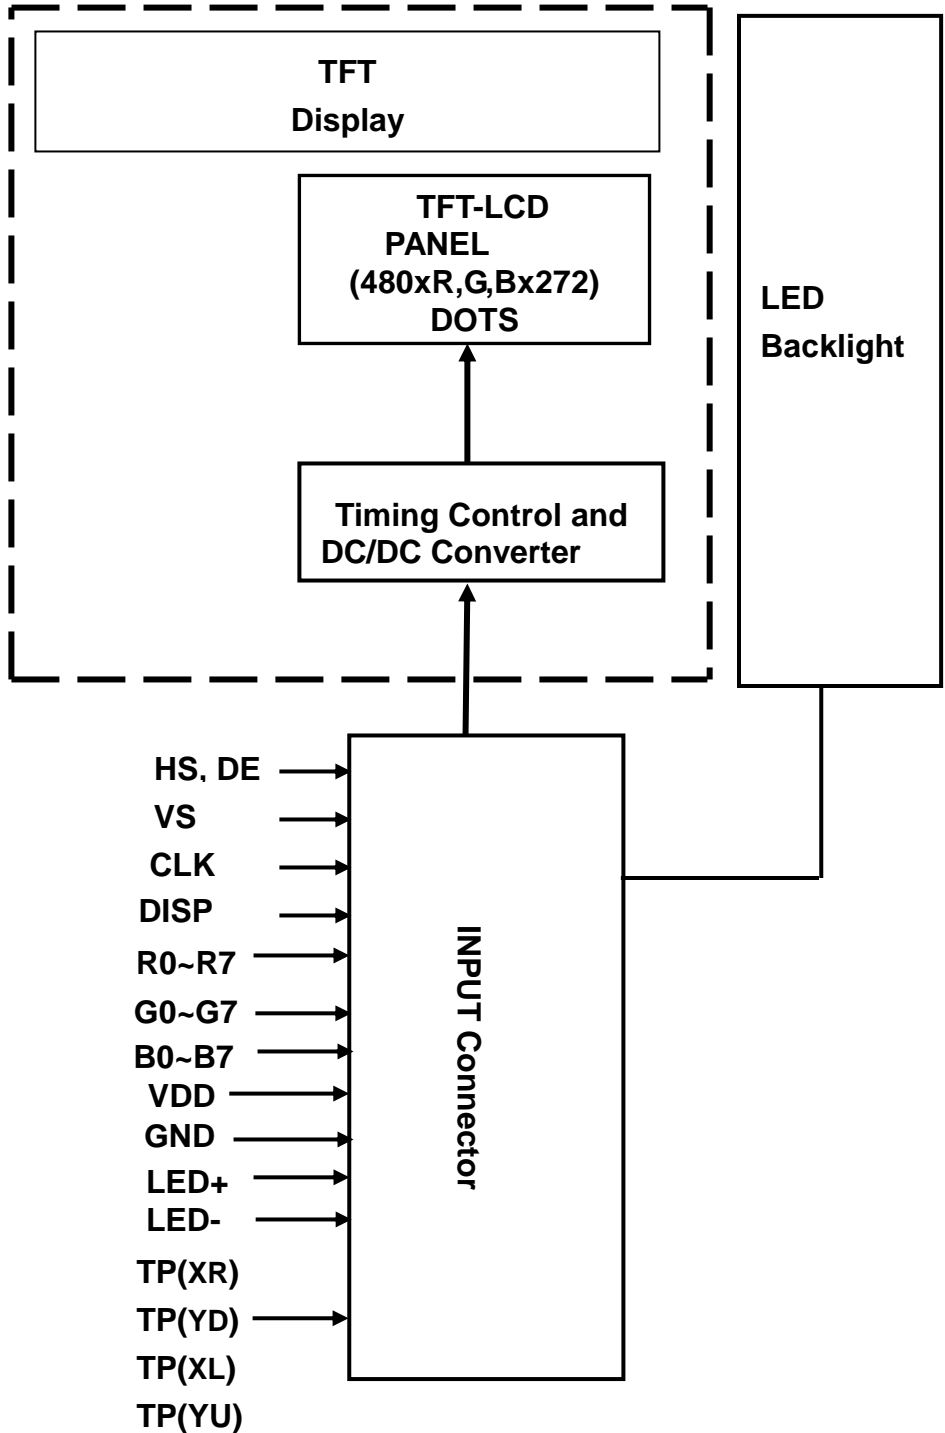 TFT
Display
TFT-LCD
PANEL
(480xR,G,Bx272)
DOTS
LED
Backlight
Timing Control and
DC/DC Converter
HS, DE
VS
CLK
DISP
R0~R7
G0~G7
B0~B7
VDD
GND
LED+
LED-
TP(XR)
TP(YD)
TP(XL)
TP(YU)
INPUT Connector